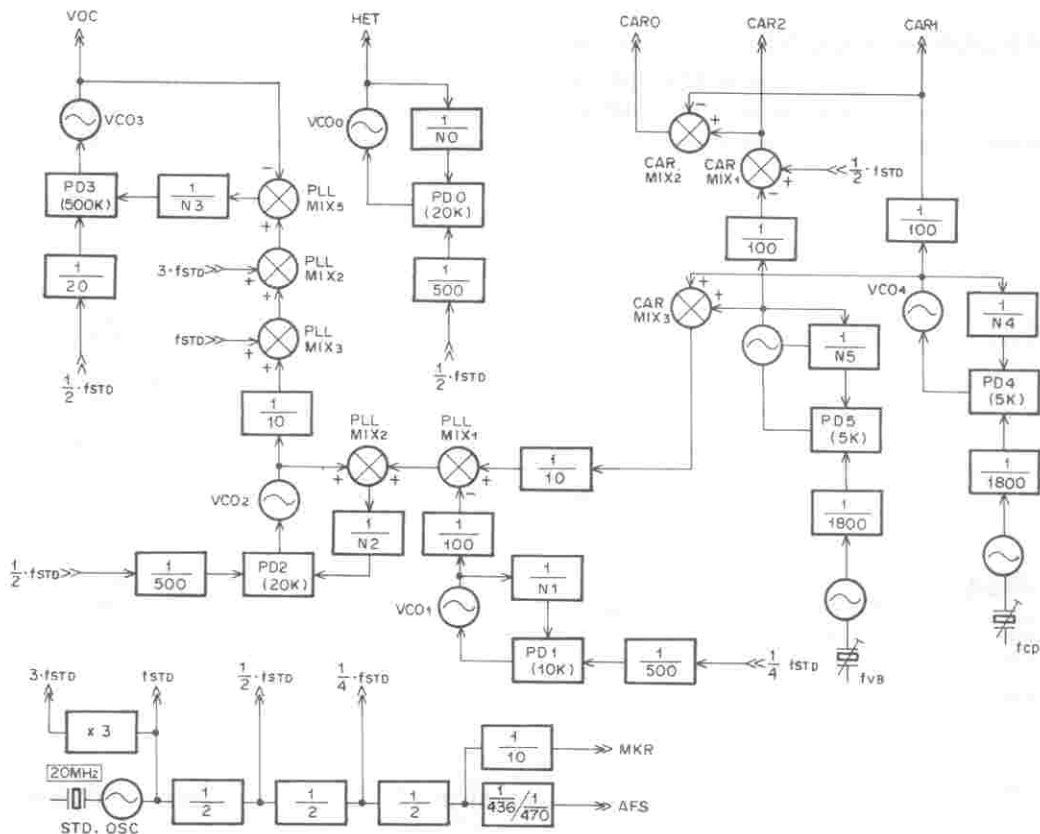 VOC
HET
CAR0
CAR2
CAR1
VCO3
VCO0
1/N0
CAR MIX2
CAR MIX1
1/2·fSTD
PD3 (500K)
1/N3
PLL MIX5
PD0 (20K)
1/100
1/100
1/20
3·fSTD
PLL MIX2
1/500
CAR MIX3
VCO4
1/N4
fSTD
PLL MIX3
1/N5
1/2·fSTD
1/2·fSTD
PD4 (5K)
1/10
PLL MIX2
PLL MIX1
PD5 (5K)
1/10
1/1800
VCO2
1/N2
1/100
1/1800
1/2·fSTD
1/500
PD2 (20K)
1/N1
VCO1
PD1 (10K)
1/500
1/4 fSTD
fVB
fCP
3·fSTD
fSTD
1/2·fSTD
1/4·fSTD
x 3
1/10
MKR
20MHz
1/2
1/2
1/2
1/436 / 1/470
AFS
STD. OSC